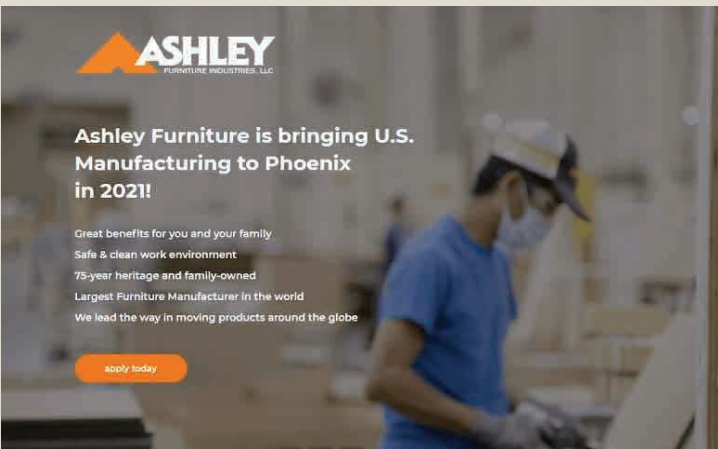 ASHLEY
FURNITURE INDUSTRIES, LLC
Ashley Furniture is bringing U.S.
Manufacturing to Phoenix
in 2021!
Great benefits for you and your family
Safe & clean work environment
75-year heritage and family-owned
Largest Furniture Manufacturer in the world
We lead the way in moving products around the globe
apply today